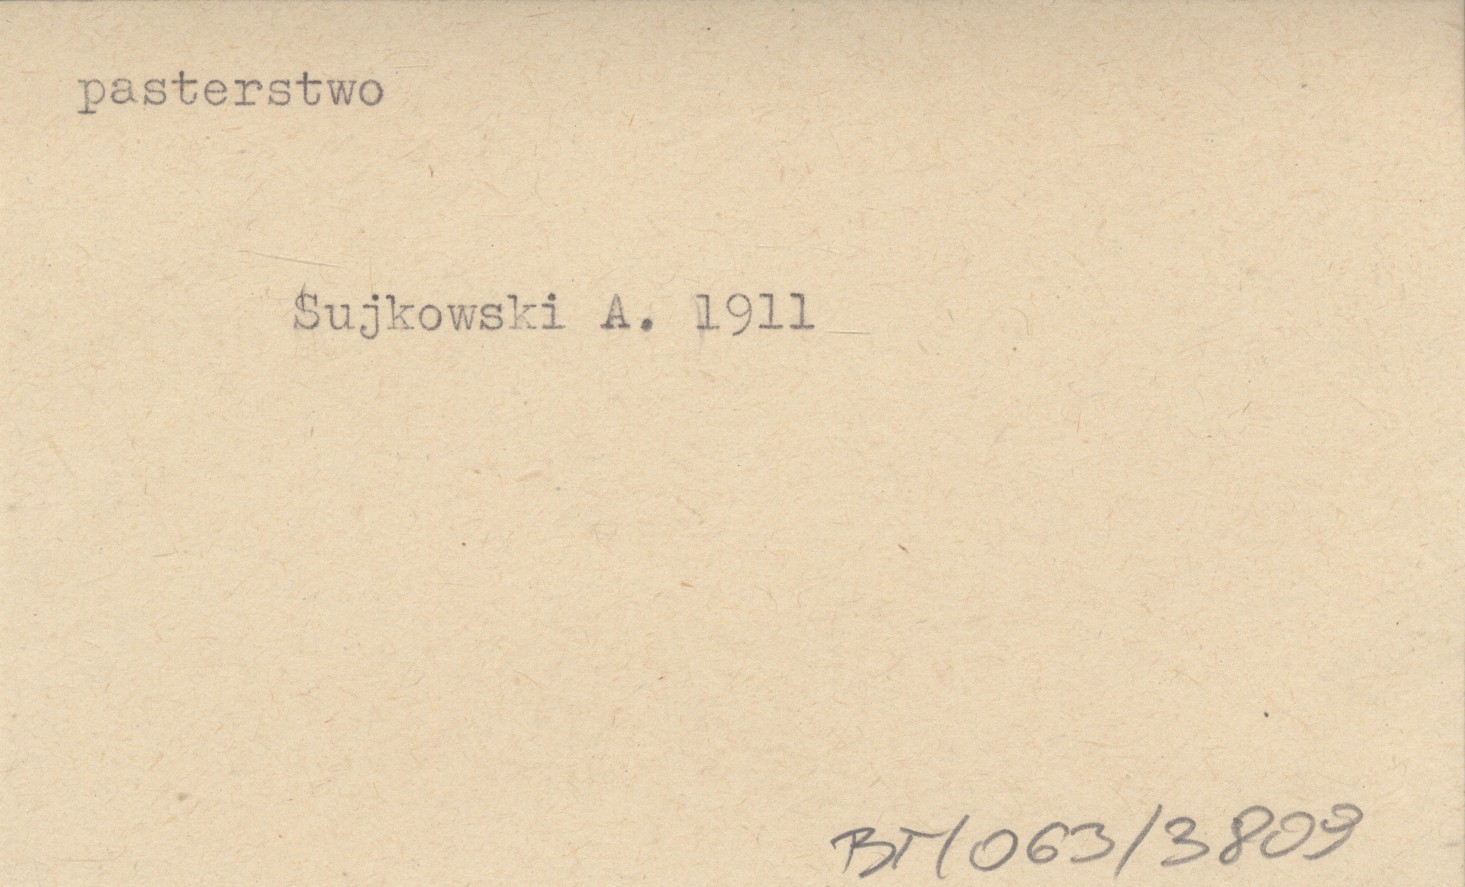 pasterstwo
Sujkowski A. 1911
BT/063/3809